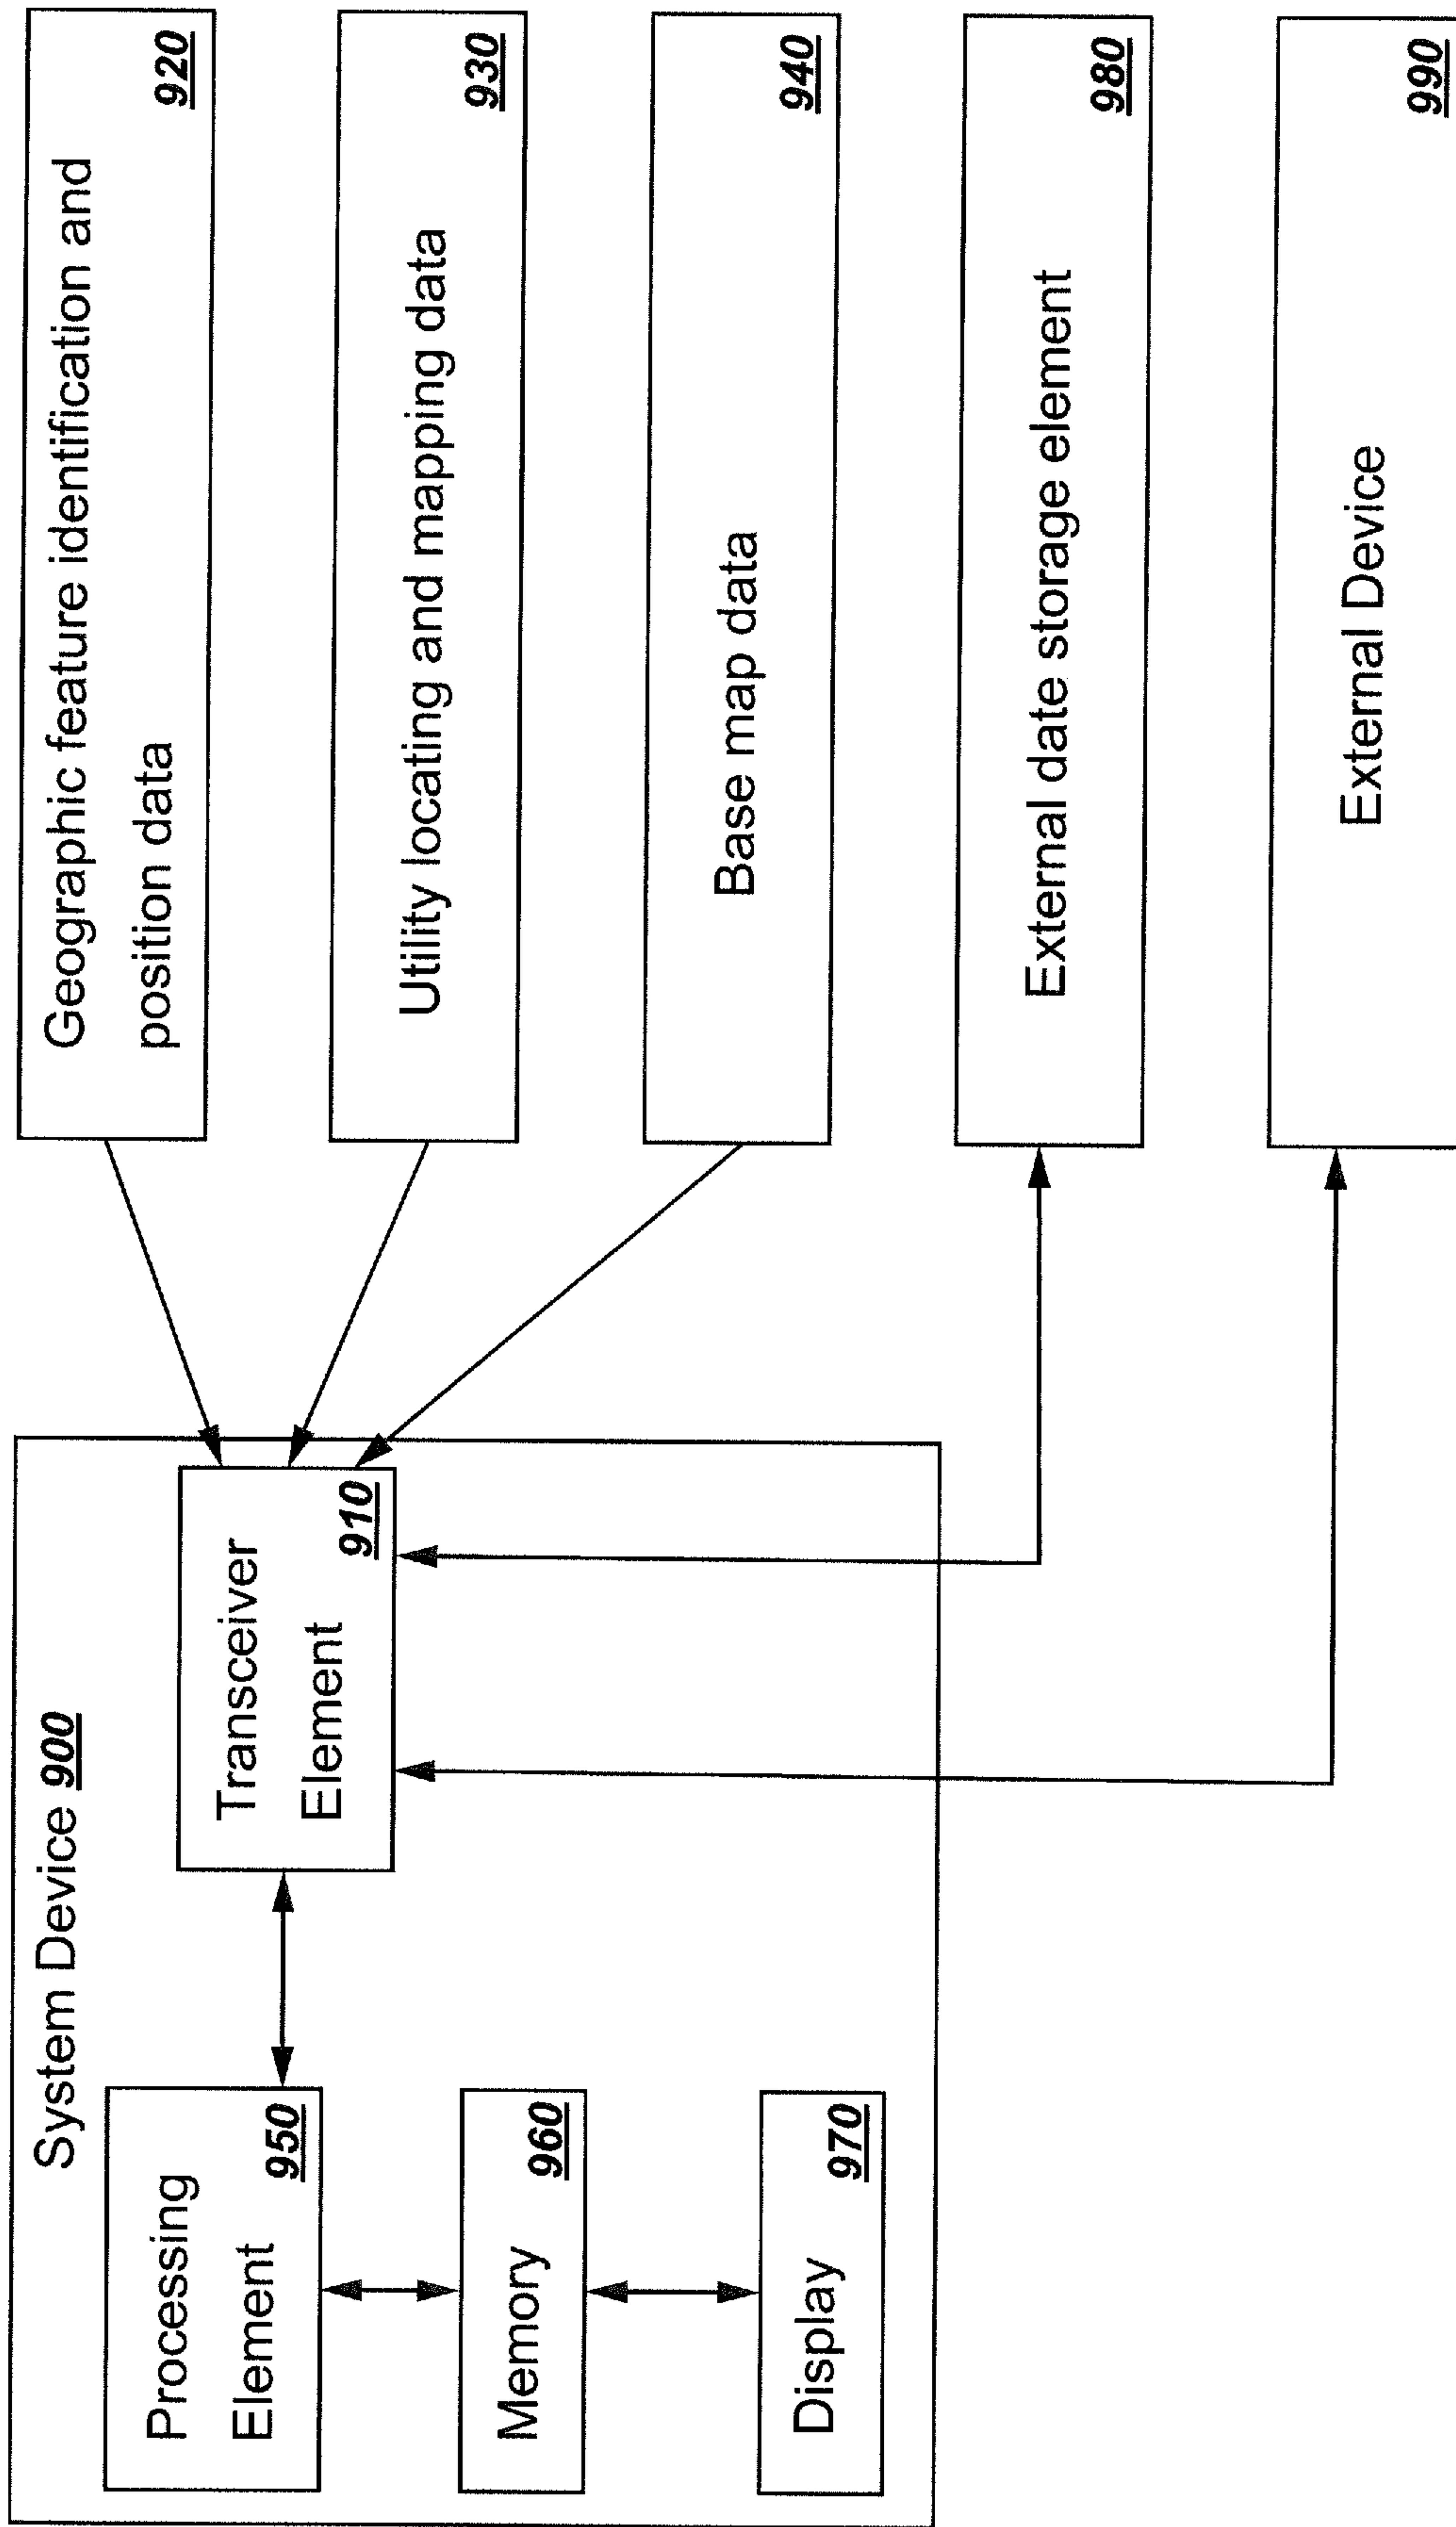 System Device 900
Processing
Element
950
Transceiver
Element
910
Memory
960
Display
970
Geographic feature identification and
position data
920
Utility locating and mapping data
930
Base map data
940
External date storage element
980
External Device
990